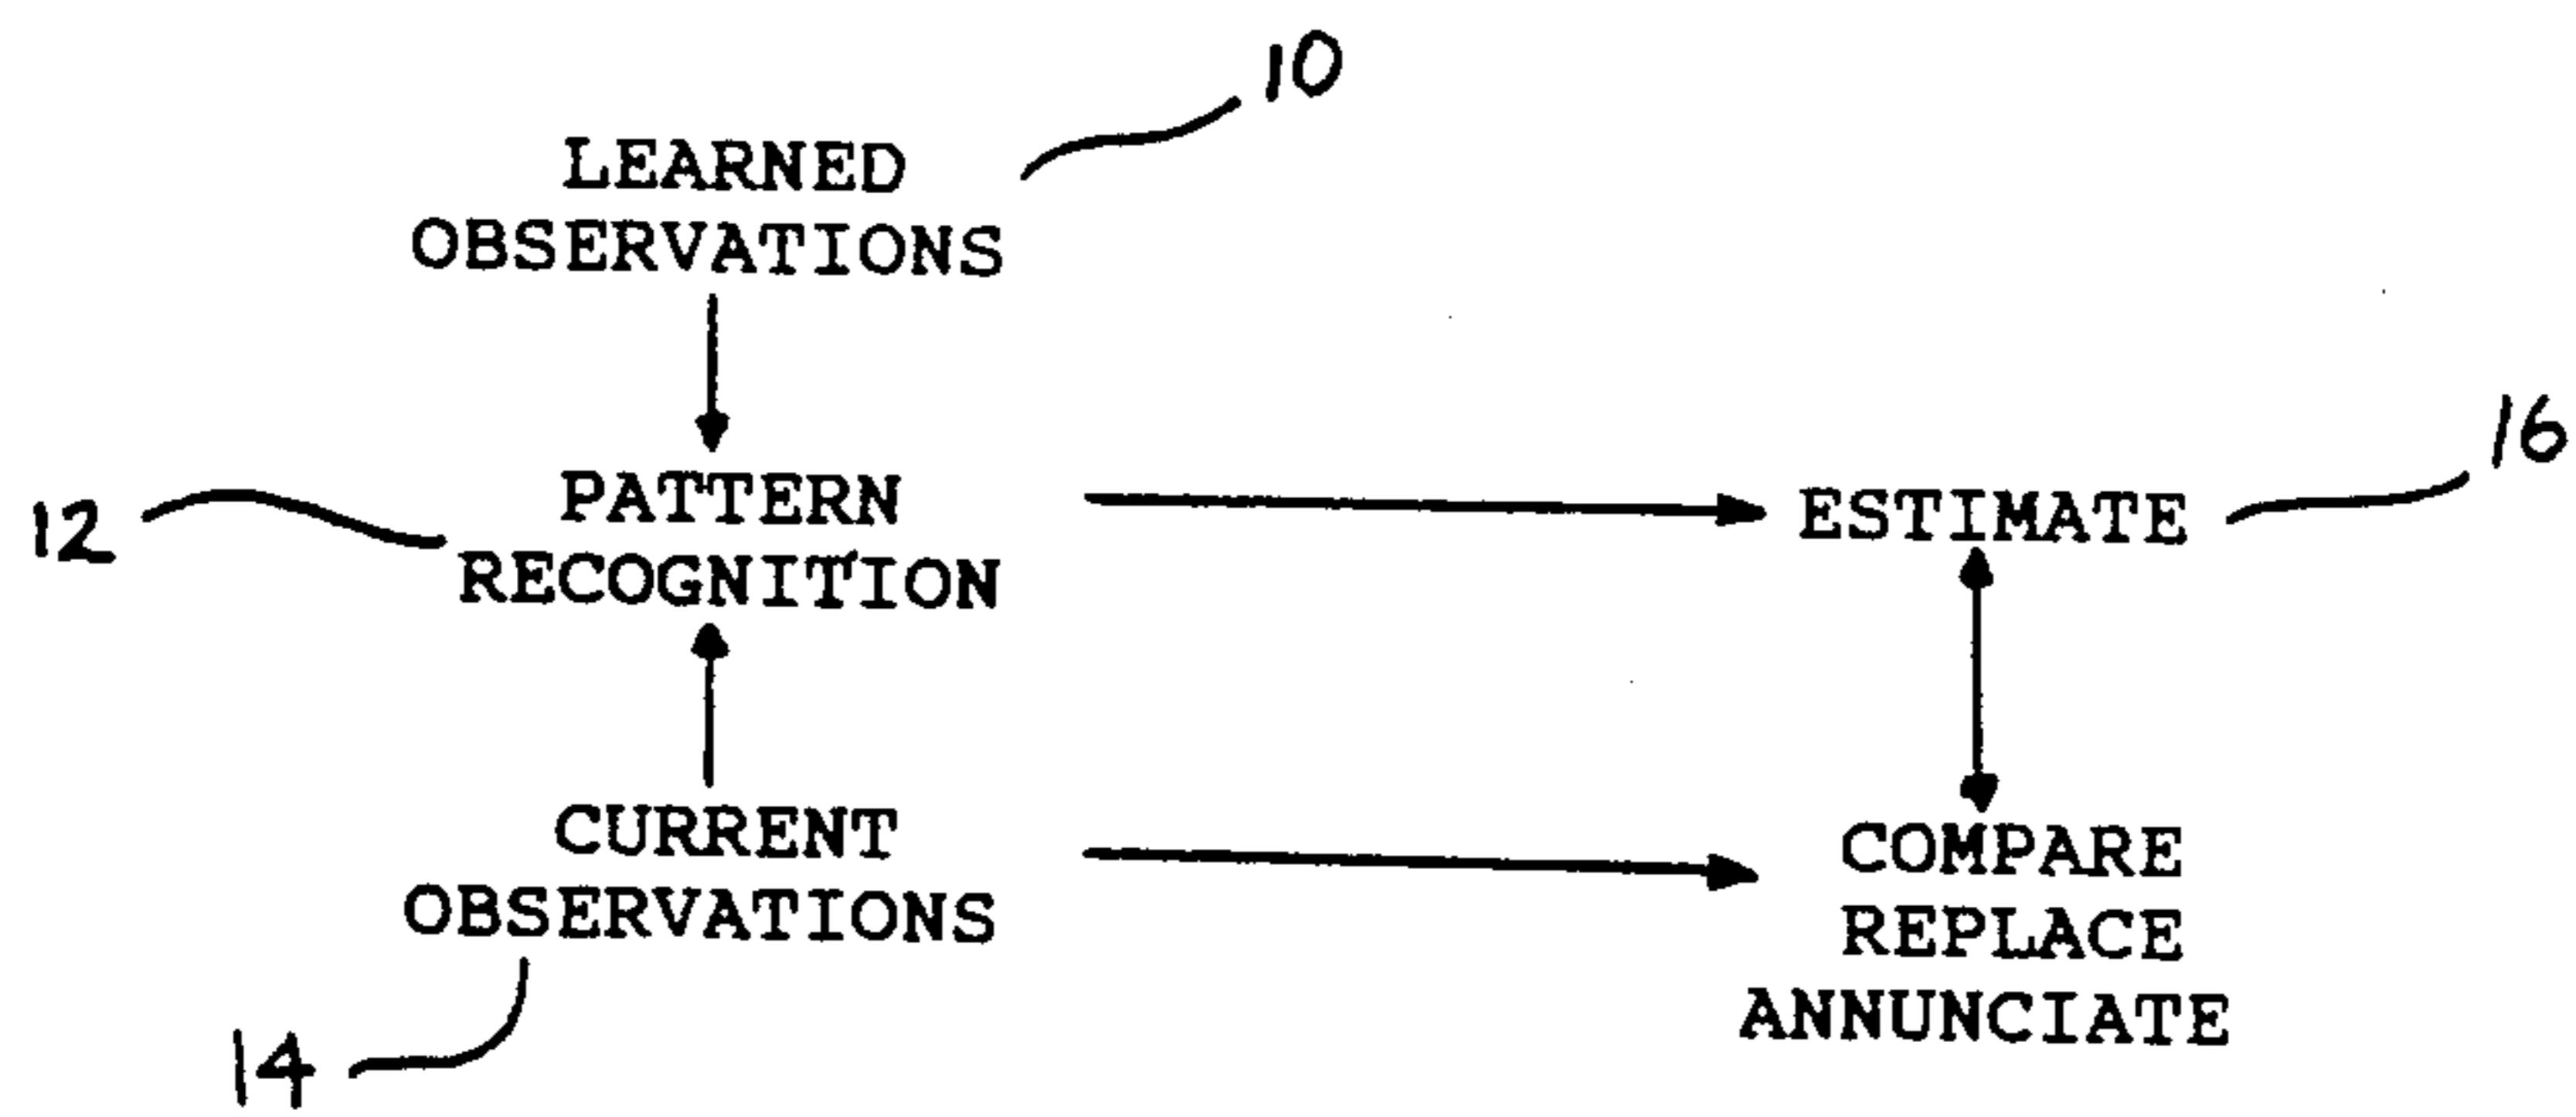 10
LEARNED
OBSERVATIONS
16
12
PATTERN
RECOGNITION
ESTIMATE
CURRENT
OBSERVATIONS
COMPARE
REPLACE
ANNUNCIATE
14